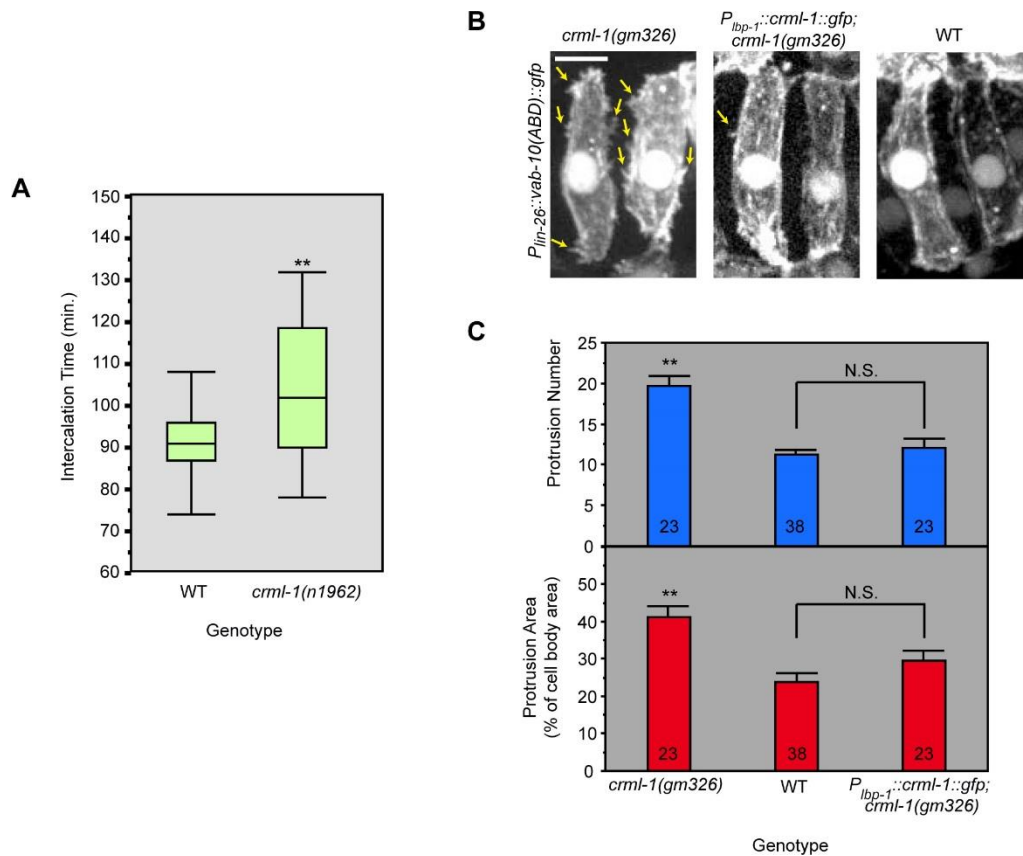 A
Intercalation Time (min.)
150
140
130
120
110
100
90
80
70
60
**
WT
crml-1(n1962)
Genotype
B
crml-1(gm326)
Plbp-1::crml-1::gfp;
crml-1(gm326)
WT
Plin-26::vab-10(ABD)::gfp
C
Protrusion Number
20
15
10
5
0
**
N.S.
23
38
23
Protrusion Area
(% of cell body area)
50
40
30
20
10
0
**
N.S.
23
38
23
crml-1(gm326)
WT
Plbp-1::crml-1::gfp;
crml-1(gm326)
Genotype